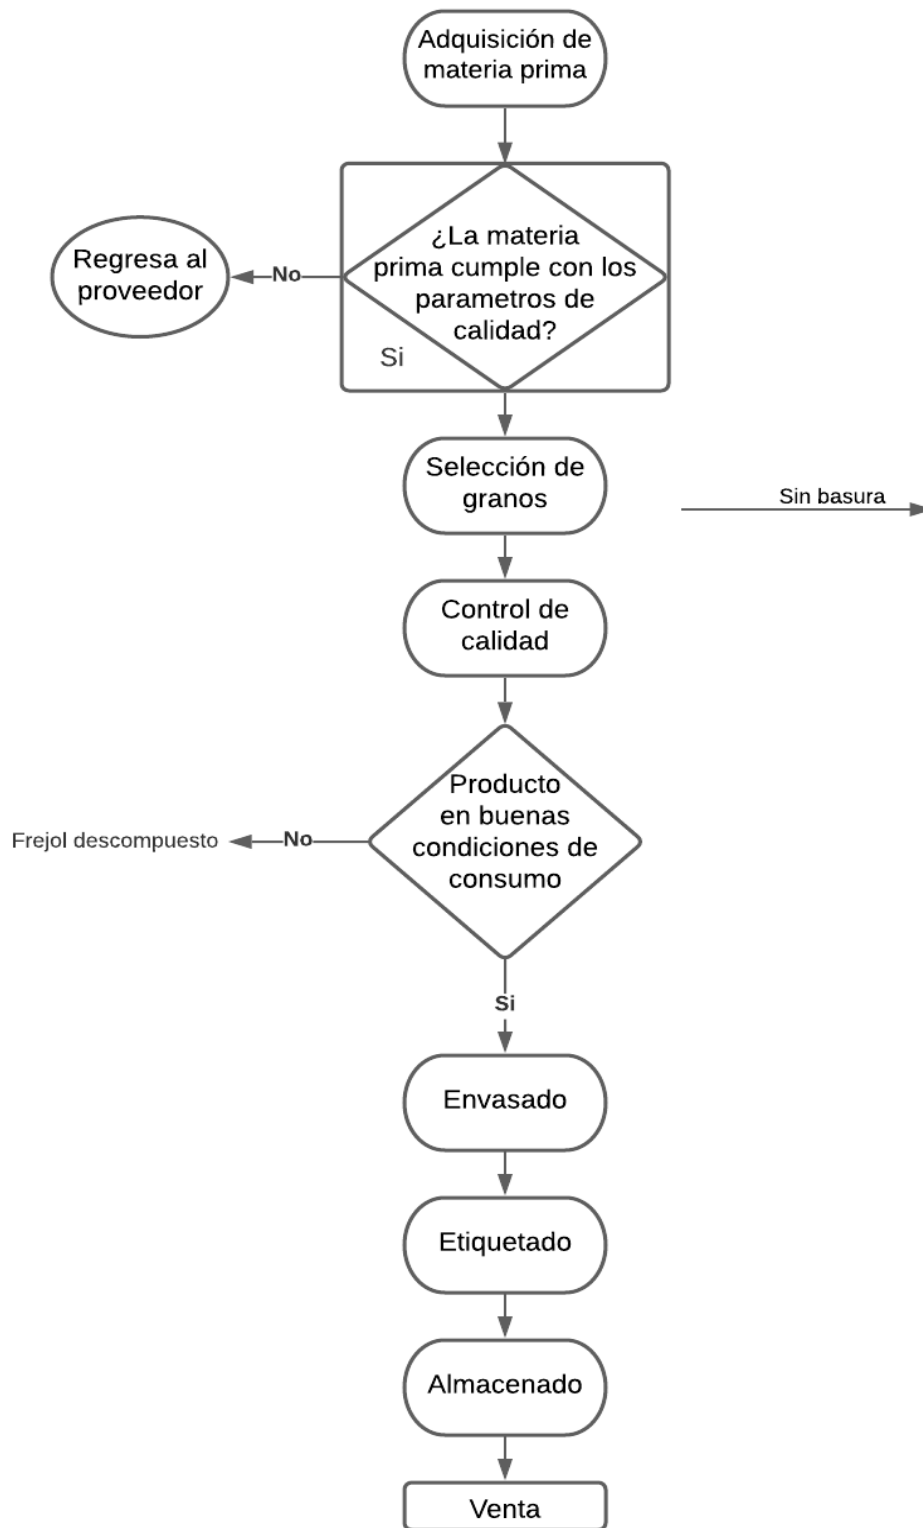 Adquisición de
materia prima
¿La materia
prima cumple con los
parametros de
calidad?
No
Regresa al
proveedor
Si
Selección de
granos
Sin basura
Control de
calidad
Producto
en buenas
condiciones de
consumo
No
Frejol descompuesto
Si
Envasado
Etiquetado
Almacenado
Venta